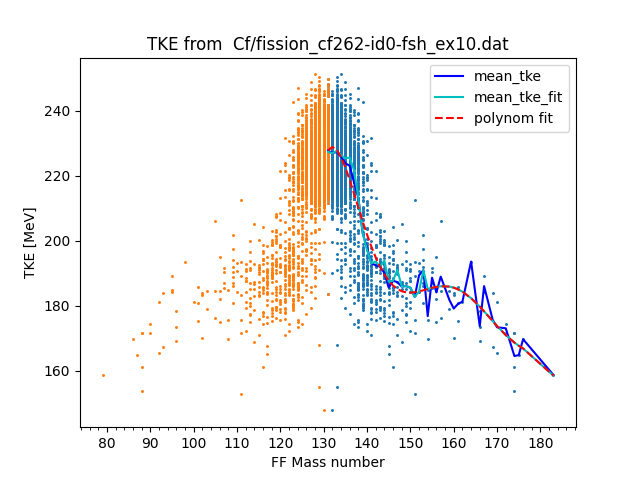 TKE from  Cf/fission_cf262-id0-fsh_ex10.dat
mean_tke
mean_tke_fit
polynom fit
TKE [MeV]
240
220
200
180
160
80 90 100 110 120 130 140 150 160 170 180
FF Mass number